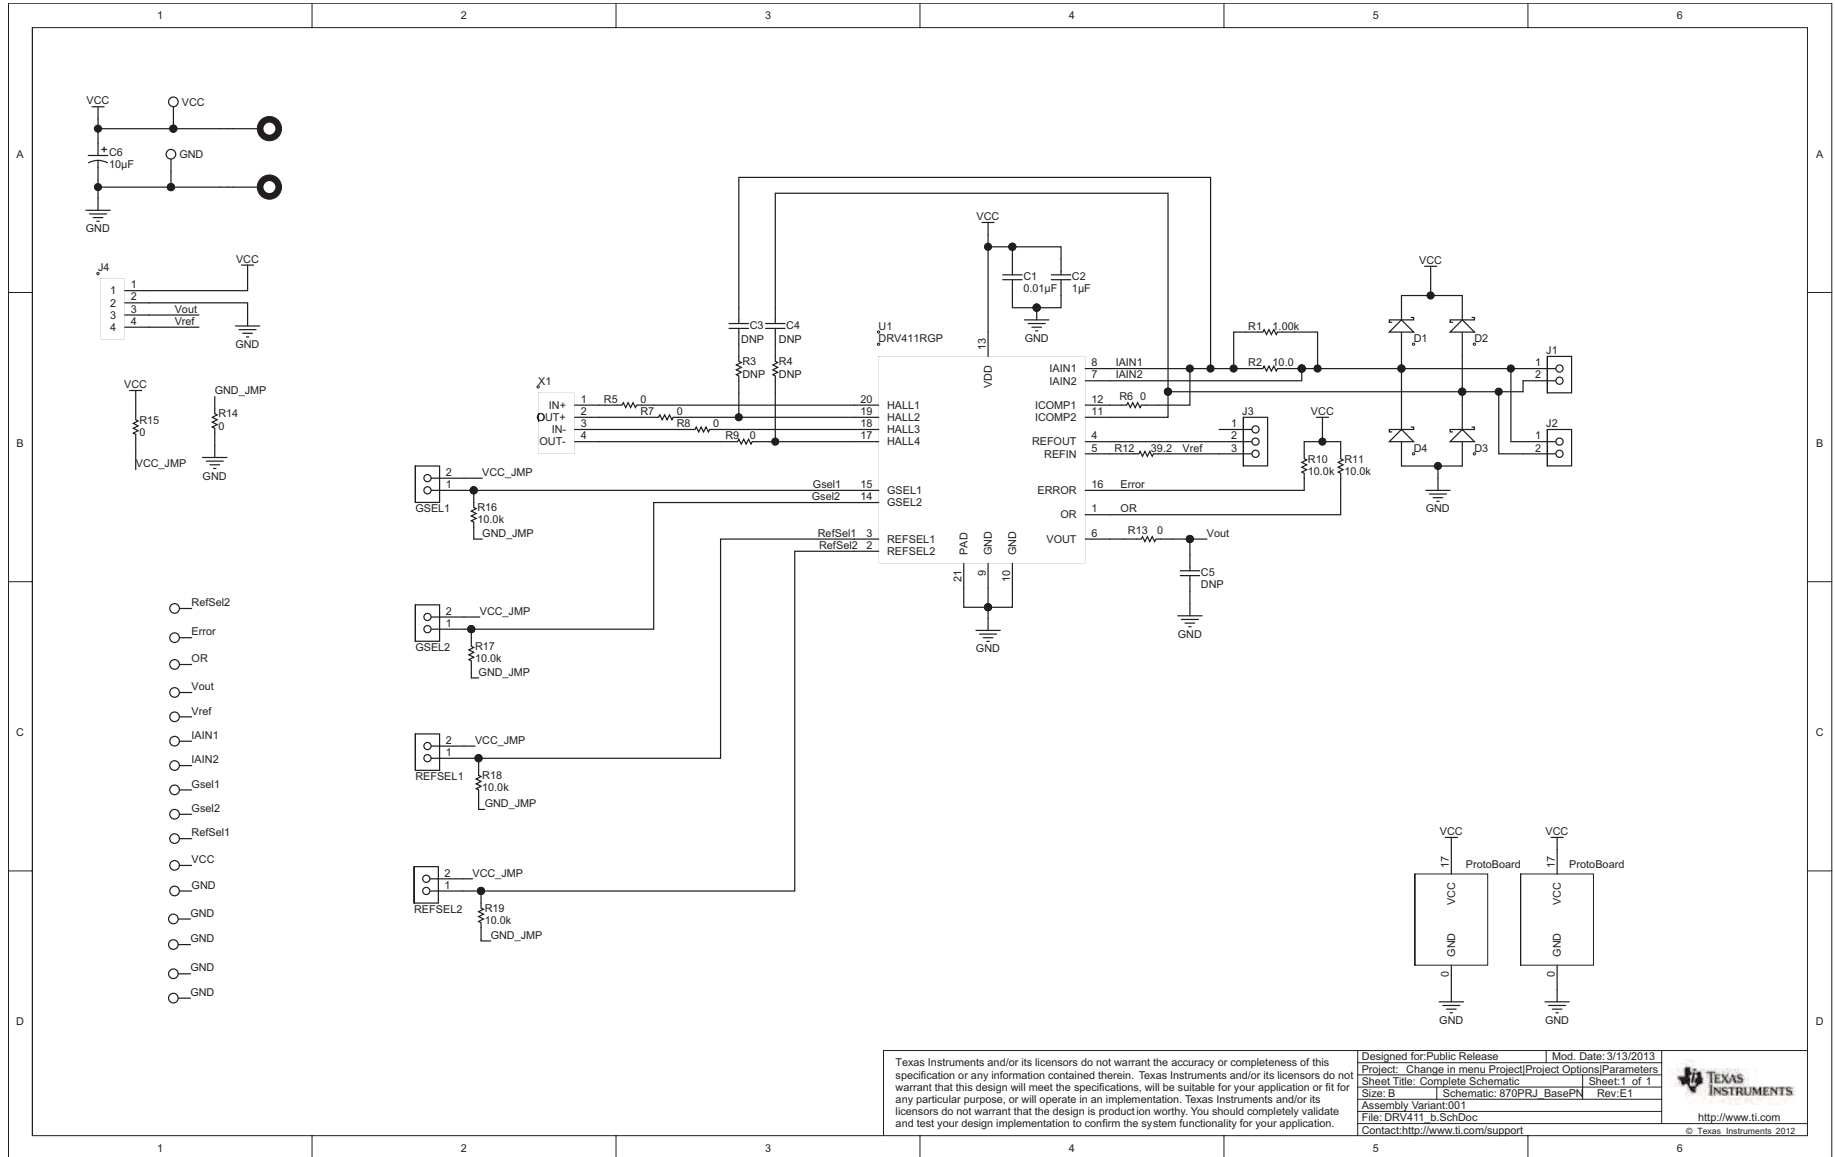 1 2 3 4 5 6
A A
VCC VCC
+ C6
10µF
GND
GND
J4
VCC
1 1
2 2
3 3 Vout
4 4 Vref
GND
VCC
R15
0
VCC_JMP
GND_JMP
R14
0
GND
B B
X1
IN+ 1 R5 0
OUT+ 2 R7 0
IN- 3 R8 0
OUT- 4 R9 0
C3
DNP
C4
DNP
R3
DNP
R4
DNP
VCC
C1
0.01µF
C2
1µF
GND
U1
DRV411RGP
13
VDD
20 HALL1
19 HALL2
18 HALL3
17 HALL4
Gsel1 15 GSEL1
Gsel2 14 GSEL2
RefSel1 3 REFSEL1
RefSel2 2 REFSEL2
PAD GND GND
21 9 10
GND
IAIN1 8 IAIN1
IAIN2 7 IAIN2
ICOMP1 12 R6 0
ICOMP2 11
REFOUT 4
REFIN 5 R12 39.2 Vref
ERROR 16 Error
OR 1 OR
VOUT 6 R13 0 Vout
C5
DNP
GND
J3
1
2
3
VCC
R10
10.0k
R11
10.0k
R1 1.00k
R2 10.0
VCC
D1
D2
D4
D3
GND
J1
1
2
J2
1
2
2 VCC_JMP
1
GSEL1
R16
10.0k
GND_JMP
2 VCC_JMP
1
GSEL2
R17
10.0k
GND_JMP
2 VCC_JMP
1
REFSEL1
R18
10.0k
GND_JMP
2 VCC_JMP
1
REFSEL2
R19
10.0k
GND_JMP
C C
RefSel2
Error
OR
Vout
Vref
IAIN1
IAIN2
Gsel1
Gsel2
RefSel1
VCC
GND
GND
GND
GND
GND
VCC
17 ProtoBoard
VCC
GND
0
GND
VCC
17 ProtoBoard
VCC
GND
0
GND
D D
Texas Instruments and/or its licensors do not warrant the accuracy or completeness of this
specification or any information contained therein. Texas Instruments and/or its licensors do not
warrant that this design will meet the specifications, will be suitable for your application or fit for
any particular purpose, or will operate in an implementation. Texas Instruments and/or its
licensors do not warrant that the design is production worthy. You should completely validate
and test your design implementation to confirm the system functionality for your application.
Designed for:Public Release Mod. Date: 3/13/2013
Project: Change in menu Project|Project Options|Parameters
Sheet Title: Complete Schematic Sheet:1 of 1
Size: B Schematic: 870PRJ_BasePN Rev:E1
Assembly Variant:001
File: DRV411_b.SchDoc
Contact:http://www.ti.com/support
TEXAS
INSTRUMENTS
http://www.ti.com
© Texas Instruments 2012
1 2 3 4 5 6